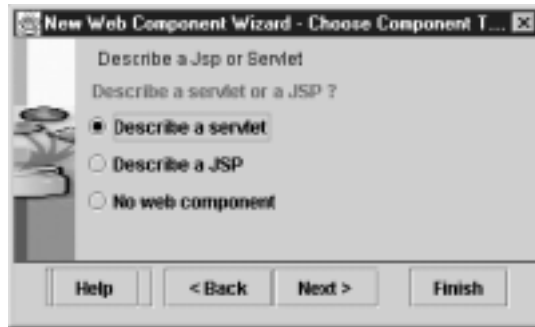 New Web Component Wizard - Choose Component T...
Describe a Jsp or Servlet
Describe a servlet or a JSP ?
Describe a servlet
Describe a JSP
No web component
Help < Back Next > Finish